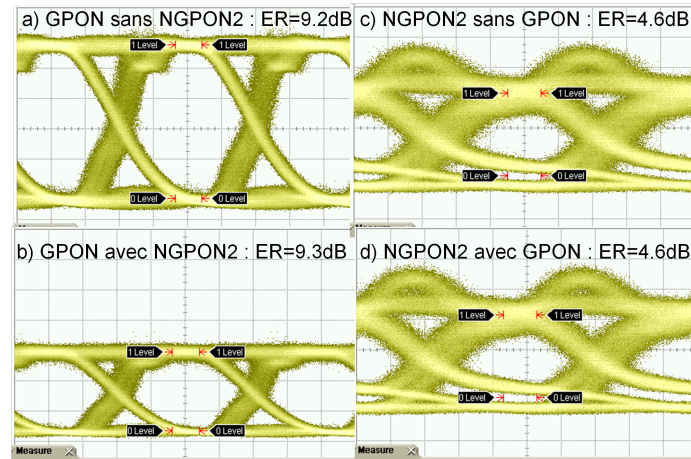 a) GPON sans NGPON2 : ER=9.2dB
1 Level
1 Level
0 Level
0 Level
c) NGPON2 sans GPON : ER=4.6dB
1 Level
1 Level
0 Level
0 Level
b) GPON avec NGPON2 : ER=9.3dB
1 Level
1 Level
0 Level
0 Level
Measure
d) NGPON2 avec GPON : ER=4.6dB
1 Level
1 Level
0 Level
0 Level
Measure